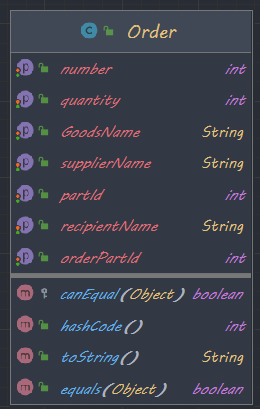 Order
number int
quantity int
GoodsName String
supplierName String
partId int
recipientName String
orderPartId int
canEqual(Object) boolean
hashCode() int
toString() String
equals(Object) boolean